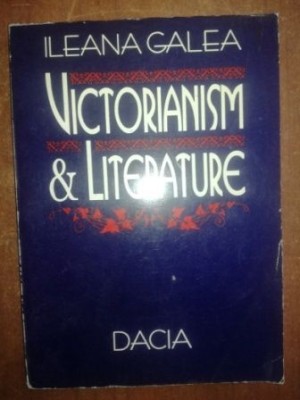 ILEANA GALEA
VICTORIANISM
& LITERATURE
DACIA